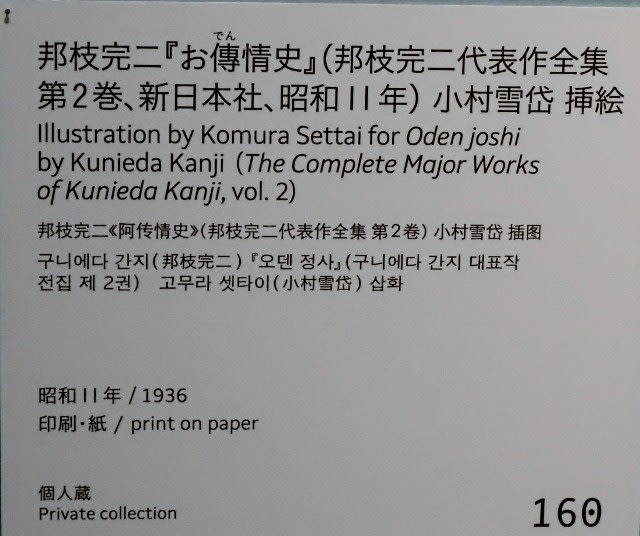 でん
邦枝完二『お傳情史』(邦枝完二代表作全集
第2巻、新日本社、昭和11年) 小村雪岱 挿絵
Illustration by Komura Settai for Oden joshi
by Kunieda Kanji (The Complete Major Works
of Kunieda Kanji, vol. 2)
邦枝完二《阿传情史》(邦枝完二代表作全集 第2卷) 小村雪岱 插图
구니에다 간지(邦枝完二)『오덴 정사』(구니에다 간지 대표작
전집 제 2권) 고무라 셋타이(小村雪岱) 삽화
昭和11年 / 1936
印刷・紙 / print on paper
個人蔵
Private collection
160